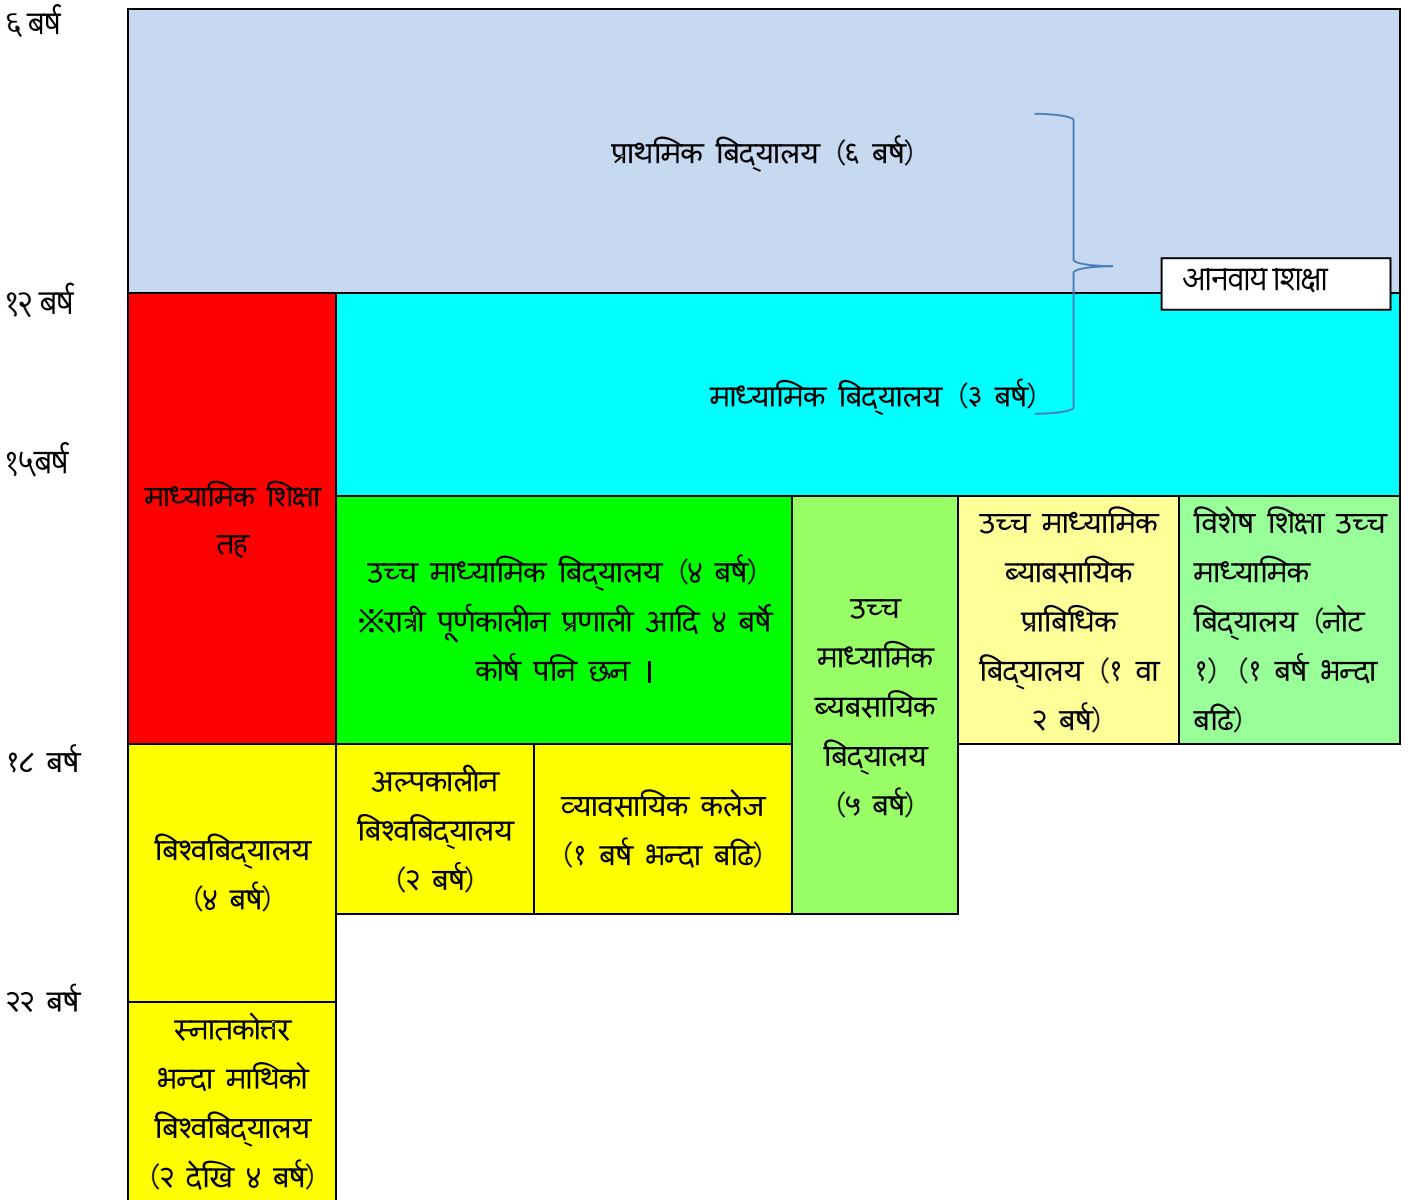 ६ बर्ष
प्राथमिक बिद्यालय (६ बर्ष)
आनवाय शिक्षा
१२ बर्ष
माध्यामिक बिद्यालय (३ बर्ष)
१५बर्ष
माध्यामिक शिक्षा
तह
उच्च माध्यामिक बिद्यालय (४ बर्ष)
※रात्री पूर्णकालीन प्रणाली आदि ४ बर्षे
कोर्ष पनि छन ।
उच्च
माध्यामिक
ब्यबसायिक
बिद्यालय
(५ बर्ष)
उच्च माध्यामिक
ब्याबसायिक
प्राबिधिक
बिद्यालय (१ वा
२ बर्ष)
विशेष शिक्षा उच्च
माध्यामिक
बिद्यालय (नोट
१) (१ बर्ष भन्दा
बढि)
१८ बर्ष
बिश्वबिद्यालय
(४ बर्ष)
अल्पकालीन
बिश्वबिद्यालय
(२ बर्ष)
व्यावसायिक कलेज
(१ बर्ष भन्दा बढि)
२२ बर्ष
स्नातकोत्तर
भन्दा माथिको
बिश्वबिद्यालय
(२ देखि ४ बर्ष)